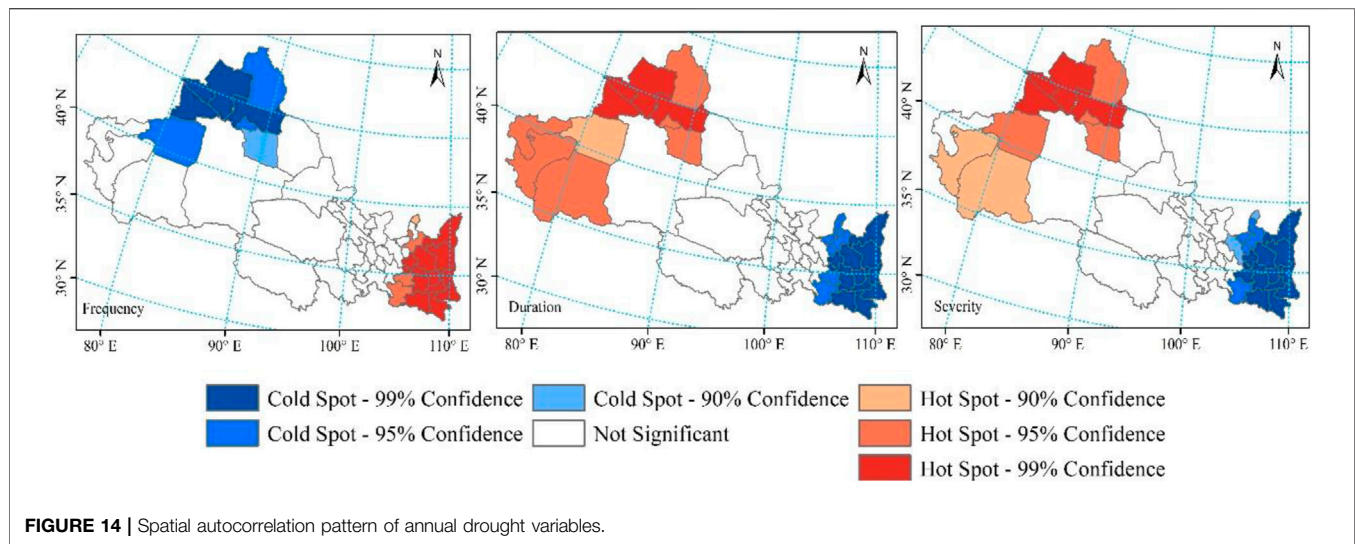 N
N
N
40° N
35° N
30° N
Frequency
80° E
90° E
100° E
110° E
40° N
35° N
30° N
Duration
80° E
90° E
100° E
110° E
40° N
35° N
30° N
Severity
80° E
90° E
100° E
110° E
Cold Spot - 99% Confidence
Cold Spot - 90% Confidence
Hot Spot - 90% Confidence
Cold Spot - 95% Confidence
Not Significant
Hot Spot - 95% Confidence
Hot Spot - 99% Confidence
FIGURE 14 | Spatial autocorrelation pattern of annual drought variables.